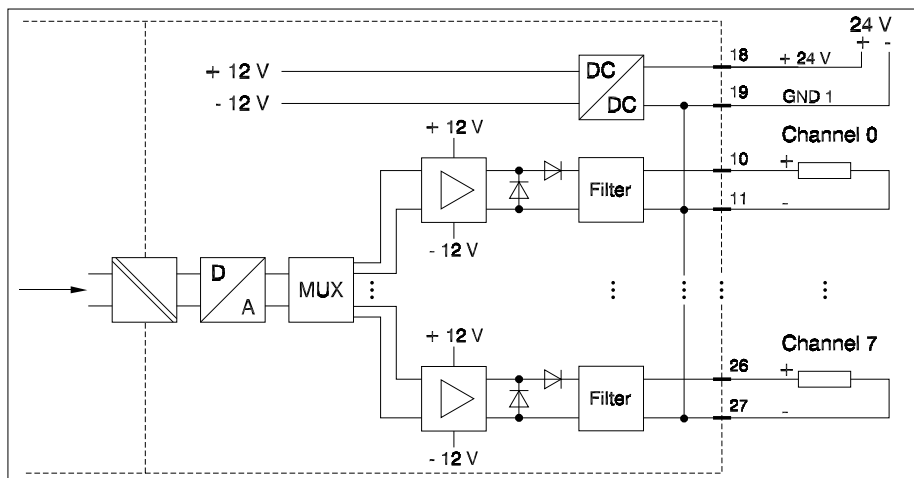 24 V
+ -
18
+ 24 V
+ 12 V
DC
DC
- 12 V
19
GND 1
+ 12 V
Channel 0
10
+
Filter
11
-
- 12 V
D
A
MUX
+ 12 V
Channel 7
26
+
Filter
27
-
- 12 V